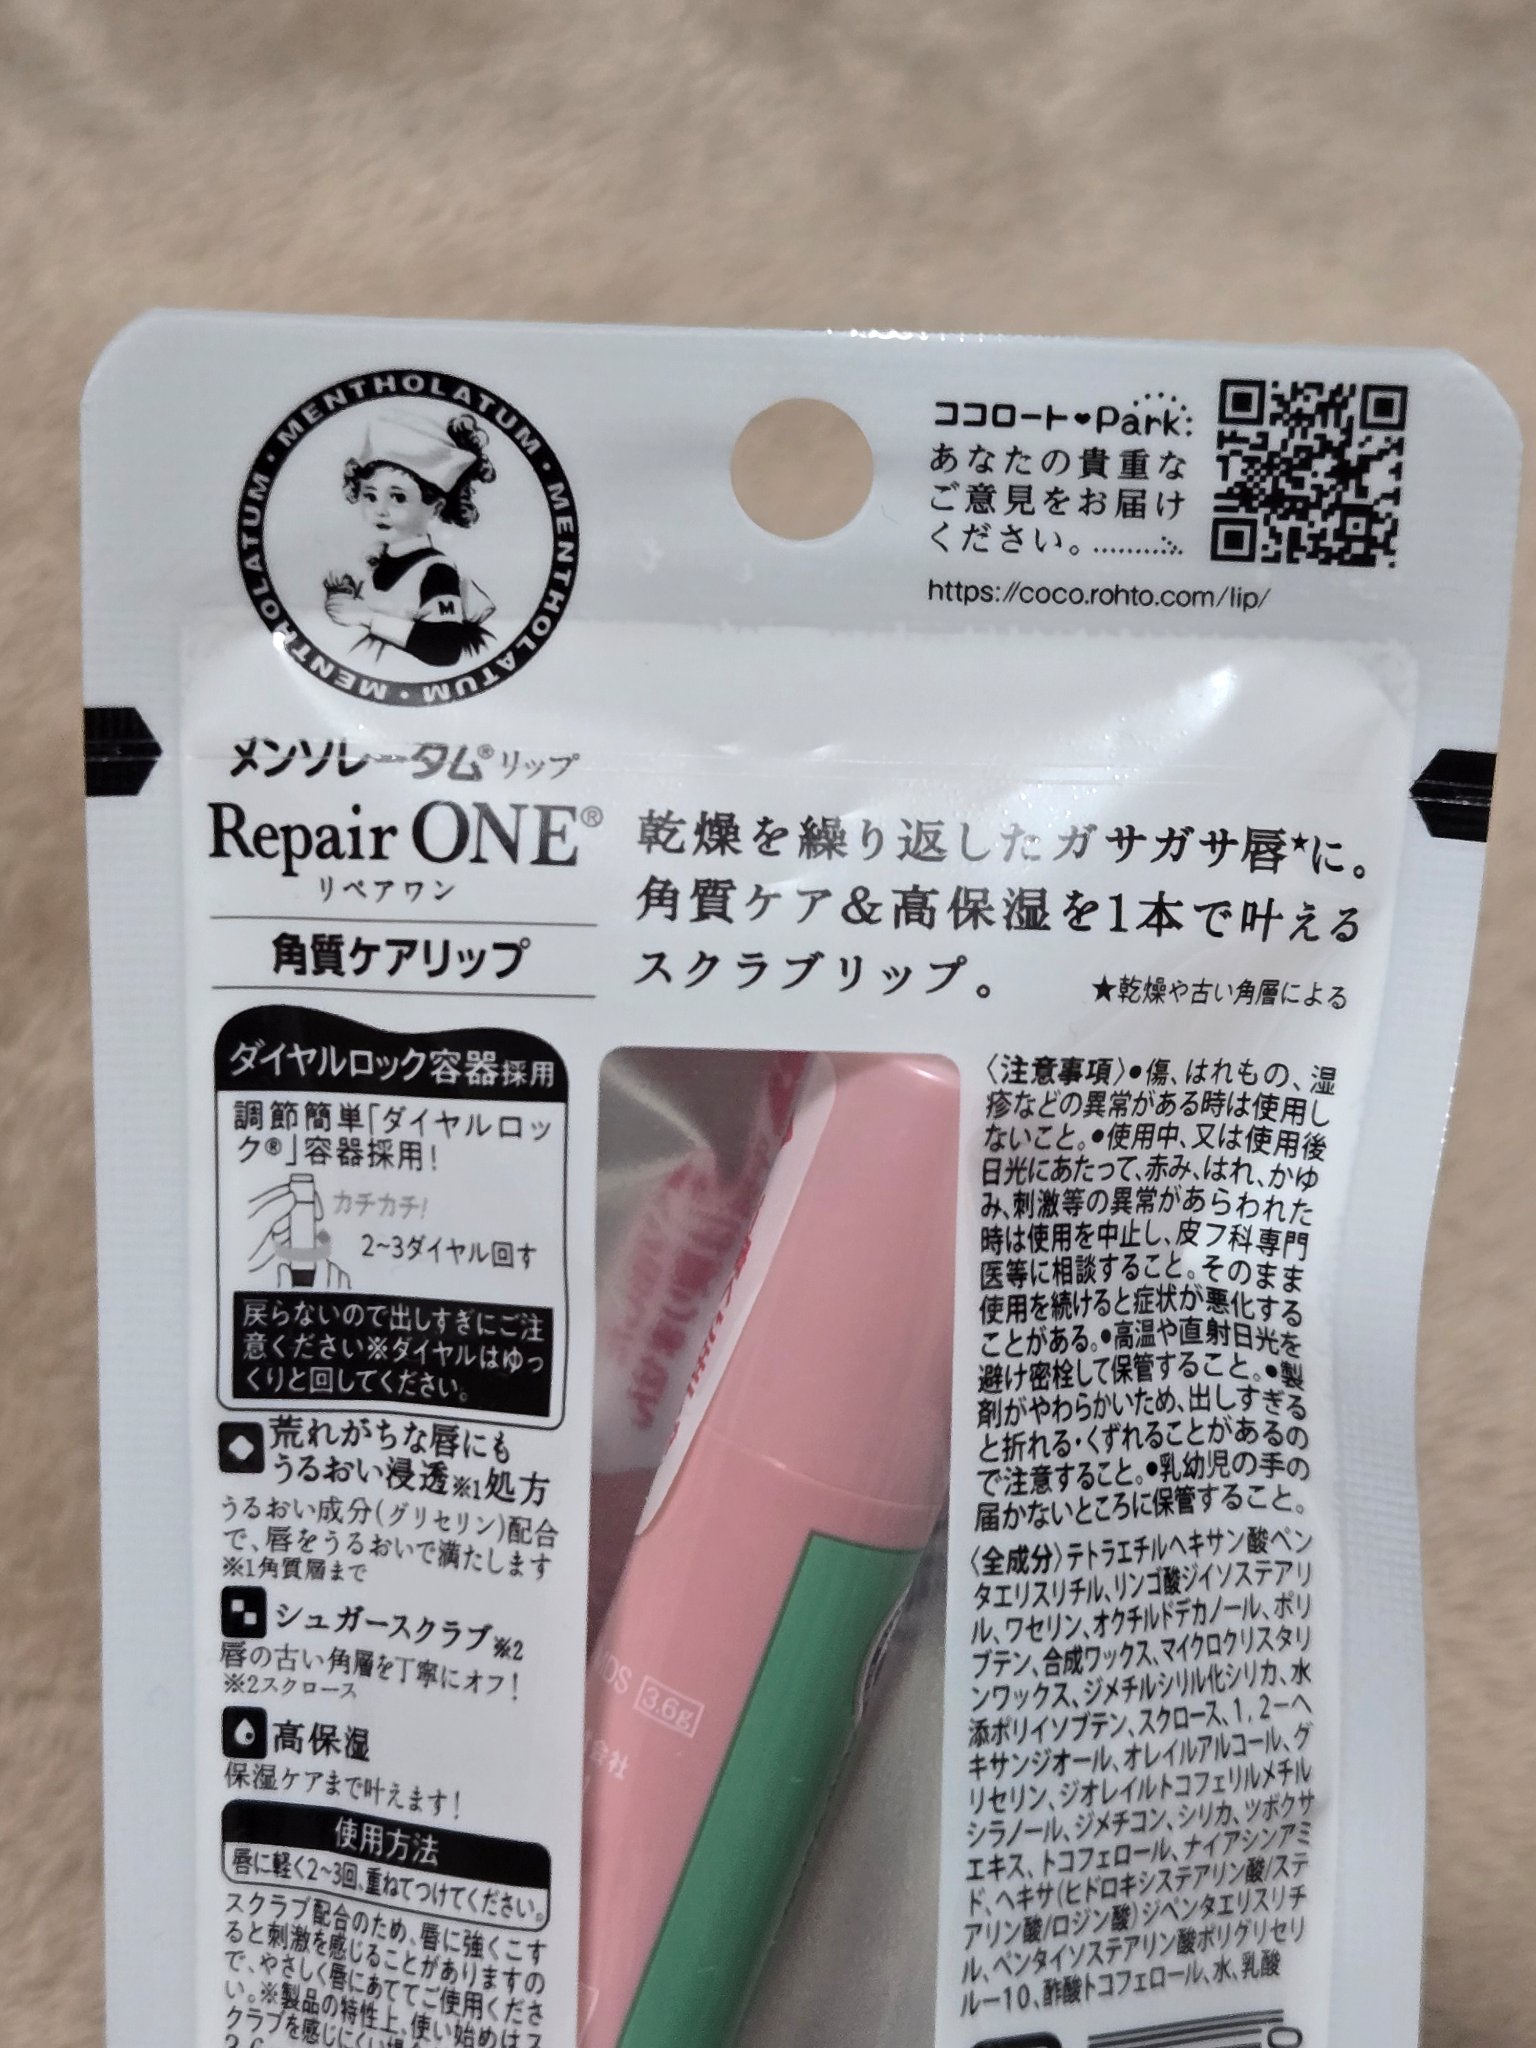 MENTHOLATUM・MENTHOLATUM・MENTHOLATUM・
ココロート♥Park:
あなたの貴重な
ご意見をお届け
ください。
https://coco.rohto.com/lip/
メンソレータム®リップ
Repair ONE®
リペアワン
角質ケアリップ
乾燥を繰り返したガサガサ唇★に。
角質ケア&高保湿を1本で叶える
スクラブリップ。
★乾燥や古い角層による
ダイヤルロック容器採用
調節簡単「ダイヤルロッ
ク®」容器採用!
カチカチ!
2~3ダイヤル回す
戻らないので出しすぎにご注
意ください※ダイヤルはゆっ
くりと回してください。
荒れがちな唇にも
うるおい浸透※1処方
うるおい成分(グリセリン)配合
で、唇をうるおいで満たします
※1角質層まで
シュガースクラブ※2
唇の古い角層を丁寧にオフ!
※2スクロース
高保湿
保湿ケアまで叶えます!
使用方法
唇に軽く2~3回、重ねてつけてください。
スクラブ配合のため、唇に強くこす
ると刺激を感じることがありますの
で、やさしく唇にあててご使用くださ
い。※製品の特性上、使い始めはス
クラブを感じにくい
3.6g
〈注意事項〉●傷、はれもの、湿
疹などの異常がある時は使用し
ないこと。●使用中、又は使用後
日光にあたって、赤み、はれ、かゆ
み、刺激等の異常があらわれた
時は使用を中止し、皮フ科専門
医等に相談すること。そのまま
使用を続けると症状が悪化する
ことがある。●高温や直射日光を
避け密栓して保管すること。●製
剤がやわらかいため、出しすぎる
と折れる・くずれることがあるの
で注意すること。●乳幼児の手の
届かないところに保管すること。
〈全成分〉テトラエチルヘキサン酸ペン
タエリスリチル、リンゴ酸ジイソステアリ
ル、ワセリン、オクチルドデカノール、ポリ
ブテン、合成ワックス、マイクロクリスタリ
ンワックス、ジメチルシリル化シリカ、水
添ポリイソブテン、スクロース、1,2-ヘ
キサンジオール、オレイルアルコール、グ
リセリン、ジオレイルトコフェリルメチル
シラノール、ジメチコン、シリカ、ツボクサ
エキス、トコフェロール、ナイアシンアミ
ド、ヘキサ(ヒドロキシステアリン酸/ステ
アリン酸/ロジン酸)ジペンタエリスリチ
ル、ペンタイソステアリン酸ポリグリセリ
ルー10、酢酸トコフェロール、水、乳酸